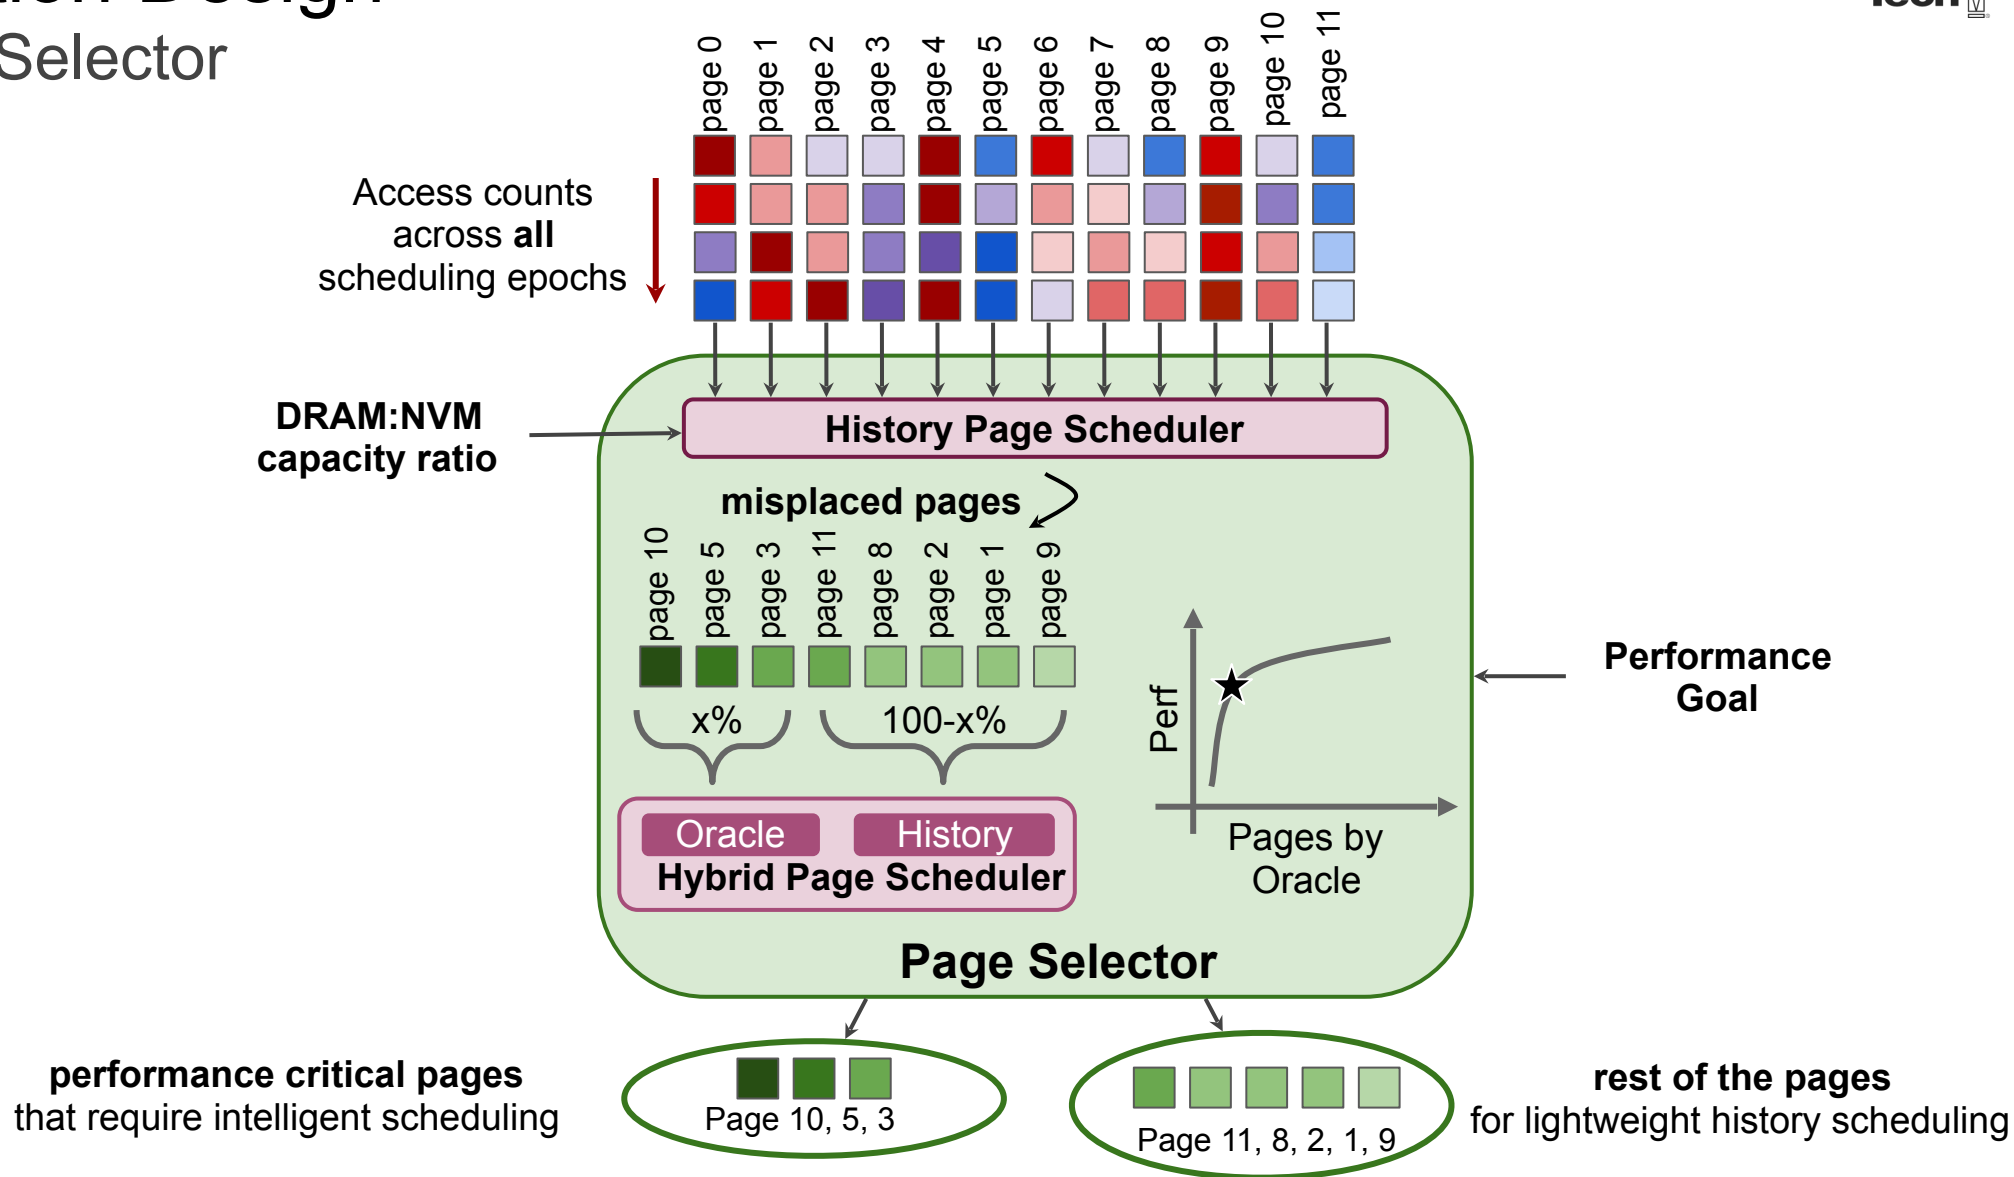 Design
Selector
page 0
page 1
page 2
page 3
page 4
page 5
page 6
page 7
page 8
page 9
page 10
page 11
Access counts
across all
scheduling epochs
DRAM:NVM
capacity ratio
History Page Scheduler
misplaced pages
page 10
page 5
page 3
page 11
page 8
page 2
page 1
page 9
x%
100-x%
Oracle
History
Hybrid Page Scheduler
Perf
Pages by
Oracle
Performance
Goal
Page Selector
performance critical pages
that require intelligent scheduling
Page 10, 5, 3
Page 11, 8, 2, 1, 9
rest of the pages
for lightweight history scheduling